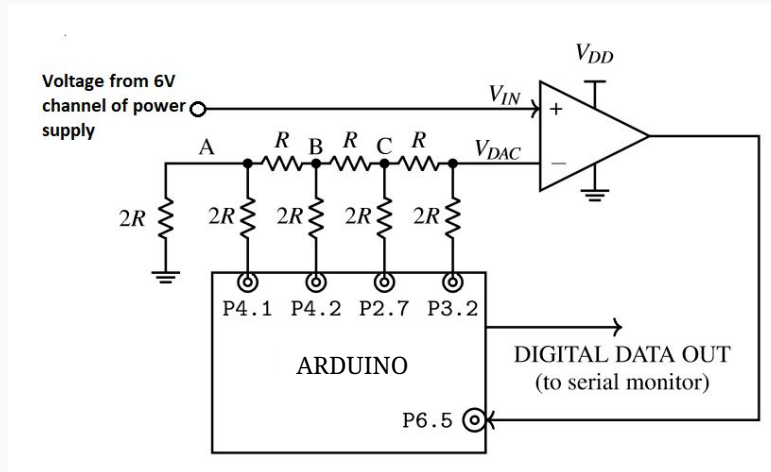 V_DD
Voltage from 6V
channel of power
supply
V_IN
+
A R B R C R V_DAC
−
2R 2R 2R 2R 2R
P4.1 P4.2 P2.7 P3.2
ARDUINO
DIGITAL DATA OUT
(to serial monitor)
P6.5